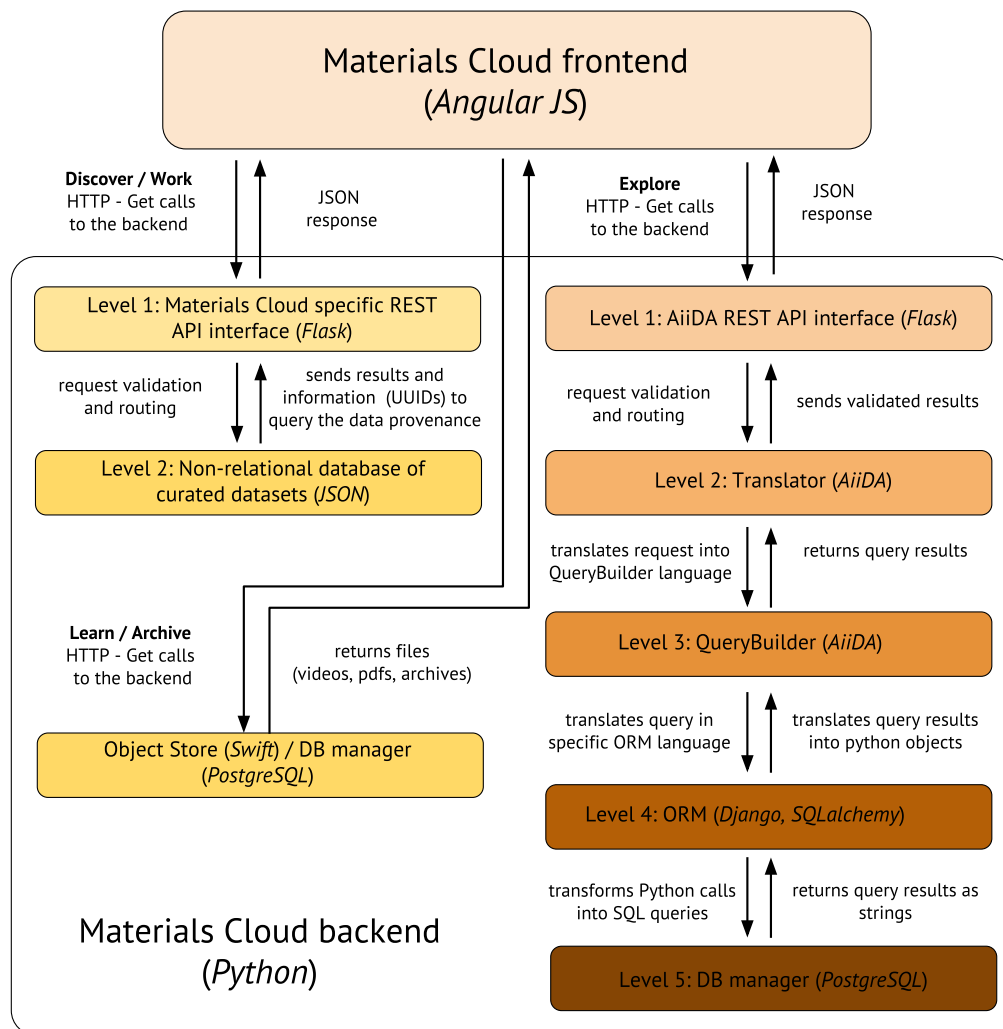 Materials Cloud frontend
(Angular JS)
Discover / Work
HTTP - Get calls
to the backend
JSON
response
Explore
HTTP - Get calls
to the backend
JSON
response
Level 1: Materials Cloud specific REST
API interface (Flask)
request validation
and routing
sends results and
information (UUIDs) to
query the data provenance
Level 2: Non-relational database of
curated datasets (JSON)
Learn / Archive
HTTP - Get calls
to the backend
returns files
(videos, pdfs, archives)
Object Store (Swift) / DB manager
(PostgreSQL)
Level 1: AiiDA REST API interface (Flask)
request validation
and routing
sends validated results
Level 2: Translator (AiiDA)
translates request into
QueryBuilder language
returns query results
Level 3: QueryBuilder (AiiDA)
translates query in
specific ORM language
translates query results
into python objects
Level 4: ORM (Django, SQLalchemy)
transforms Python calls
into SQL queries
returns query results as
strings
Level 5: DB manager (PostgreSQL)
Materials Cloud backend
(Python)